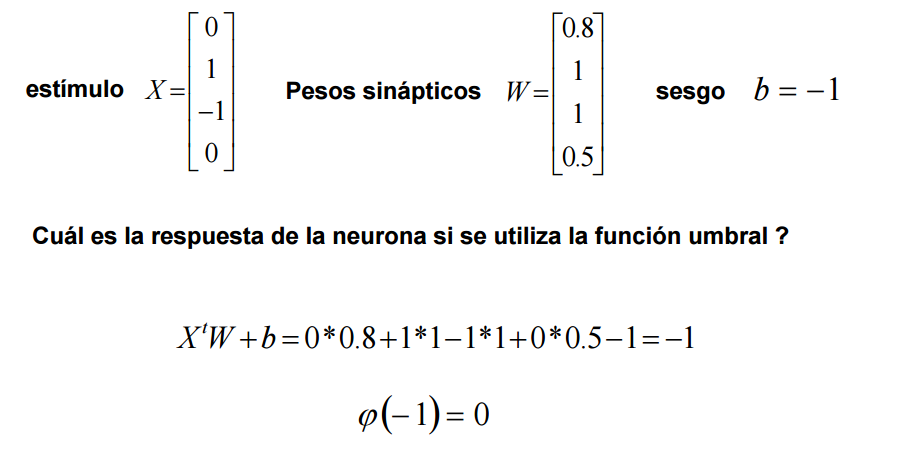 estímulo X = [0 1 −1 0] Pesos sinápticos W = [0.8 1 1 0.5] sesgo b = −1
Cuál es la respuesta de la neurona si se utiliza la función umbral ?
XᵗW + b = 0*0.8+1*1−1*1+0*0.5−1=−1
φ(−1) = 0